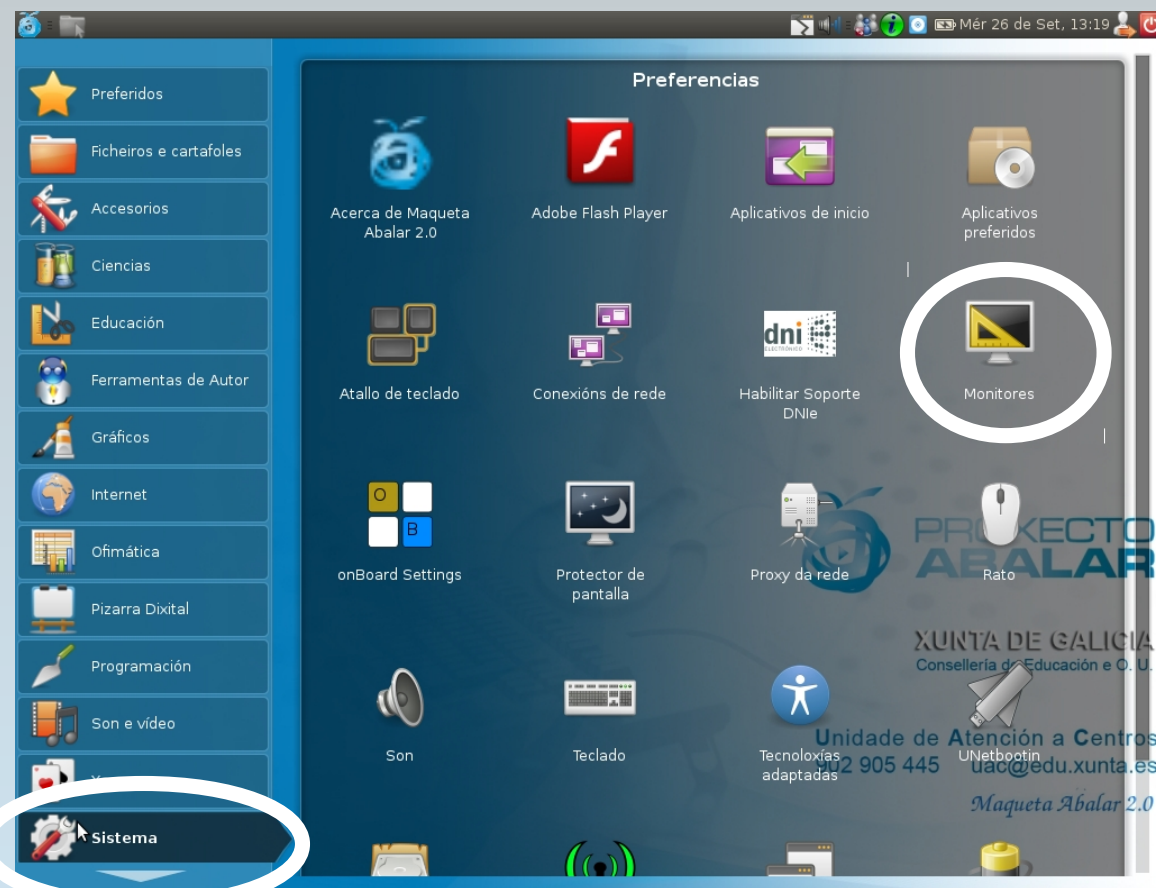 Mér 26 de Set, 13:19
Preferidos
Ficheiros e cartafoles
Accesorios
Ciencias
Educación
Ferramentas de Autor
Gráficos
Internet
Ofimática
Pizarra Dixital
Programación
Son e vídeo
Sistema
Preferencias
Acerca de Maqueta
Abalar 2.0
Adobe Flash Player
Aplicativos de inicio
Aplicativos
preferidos
Atallo de teclado
Conexións de rede
dni
ELECTRÓNICO
Habilitar Soporte
DNIe
Monitores
O
B
onBoard Settings
Protector de
pantalla
Proxy da rede
Rato
Son
Teclado
Tecnoloxías
adaptadas
UNetbootin
PROXECTO
ABALAR
XUNTA DE GALICIA
Consellería de Educación e O. U.
Unidade de Atención a Centros
902 905 445 uac@edu.xunta.es
Maqueta Abalar 2.0